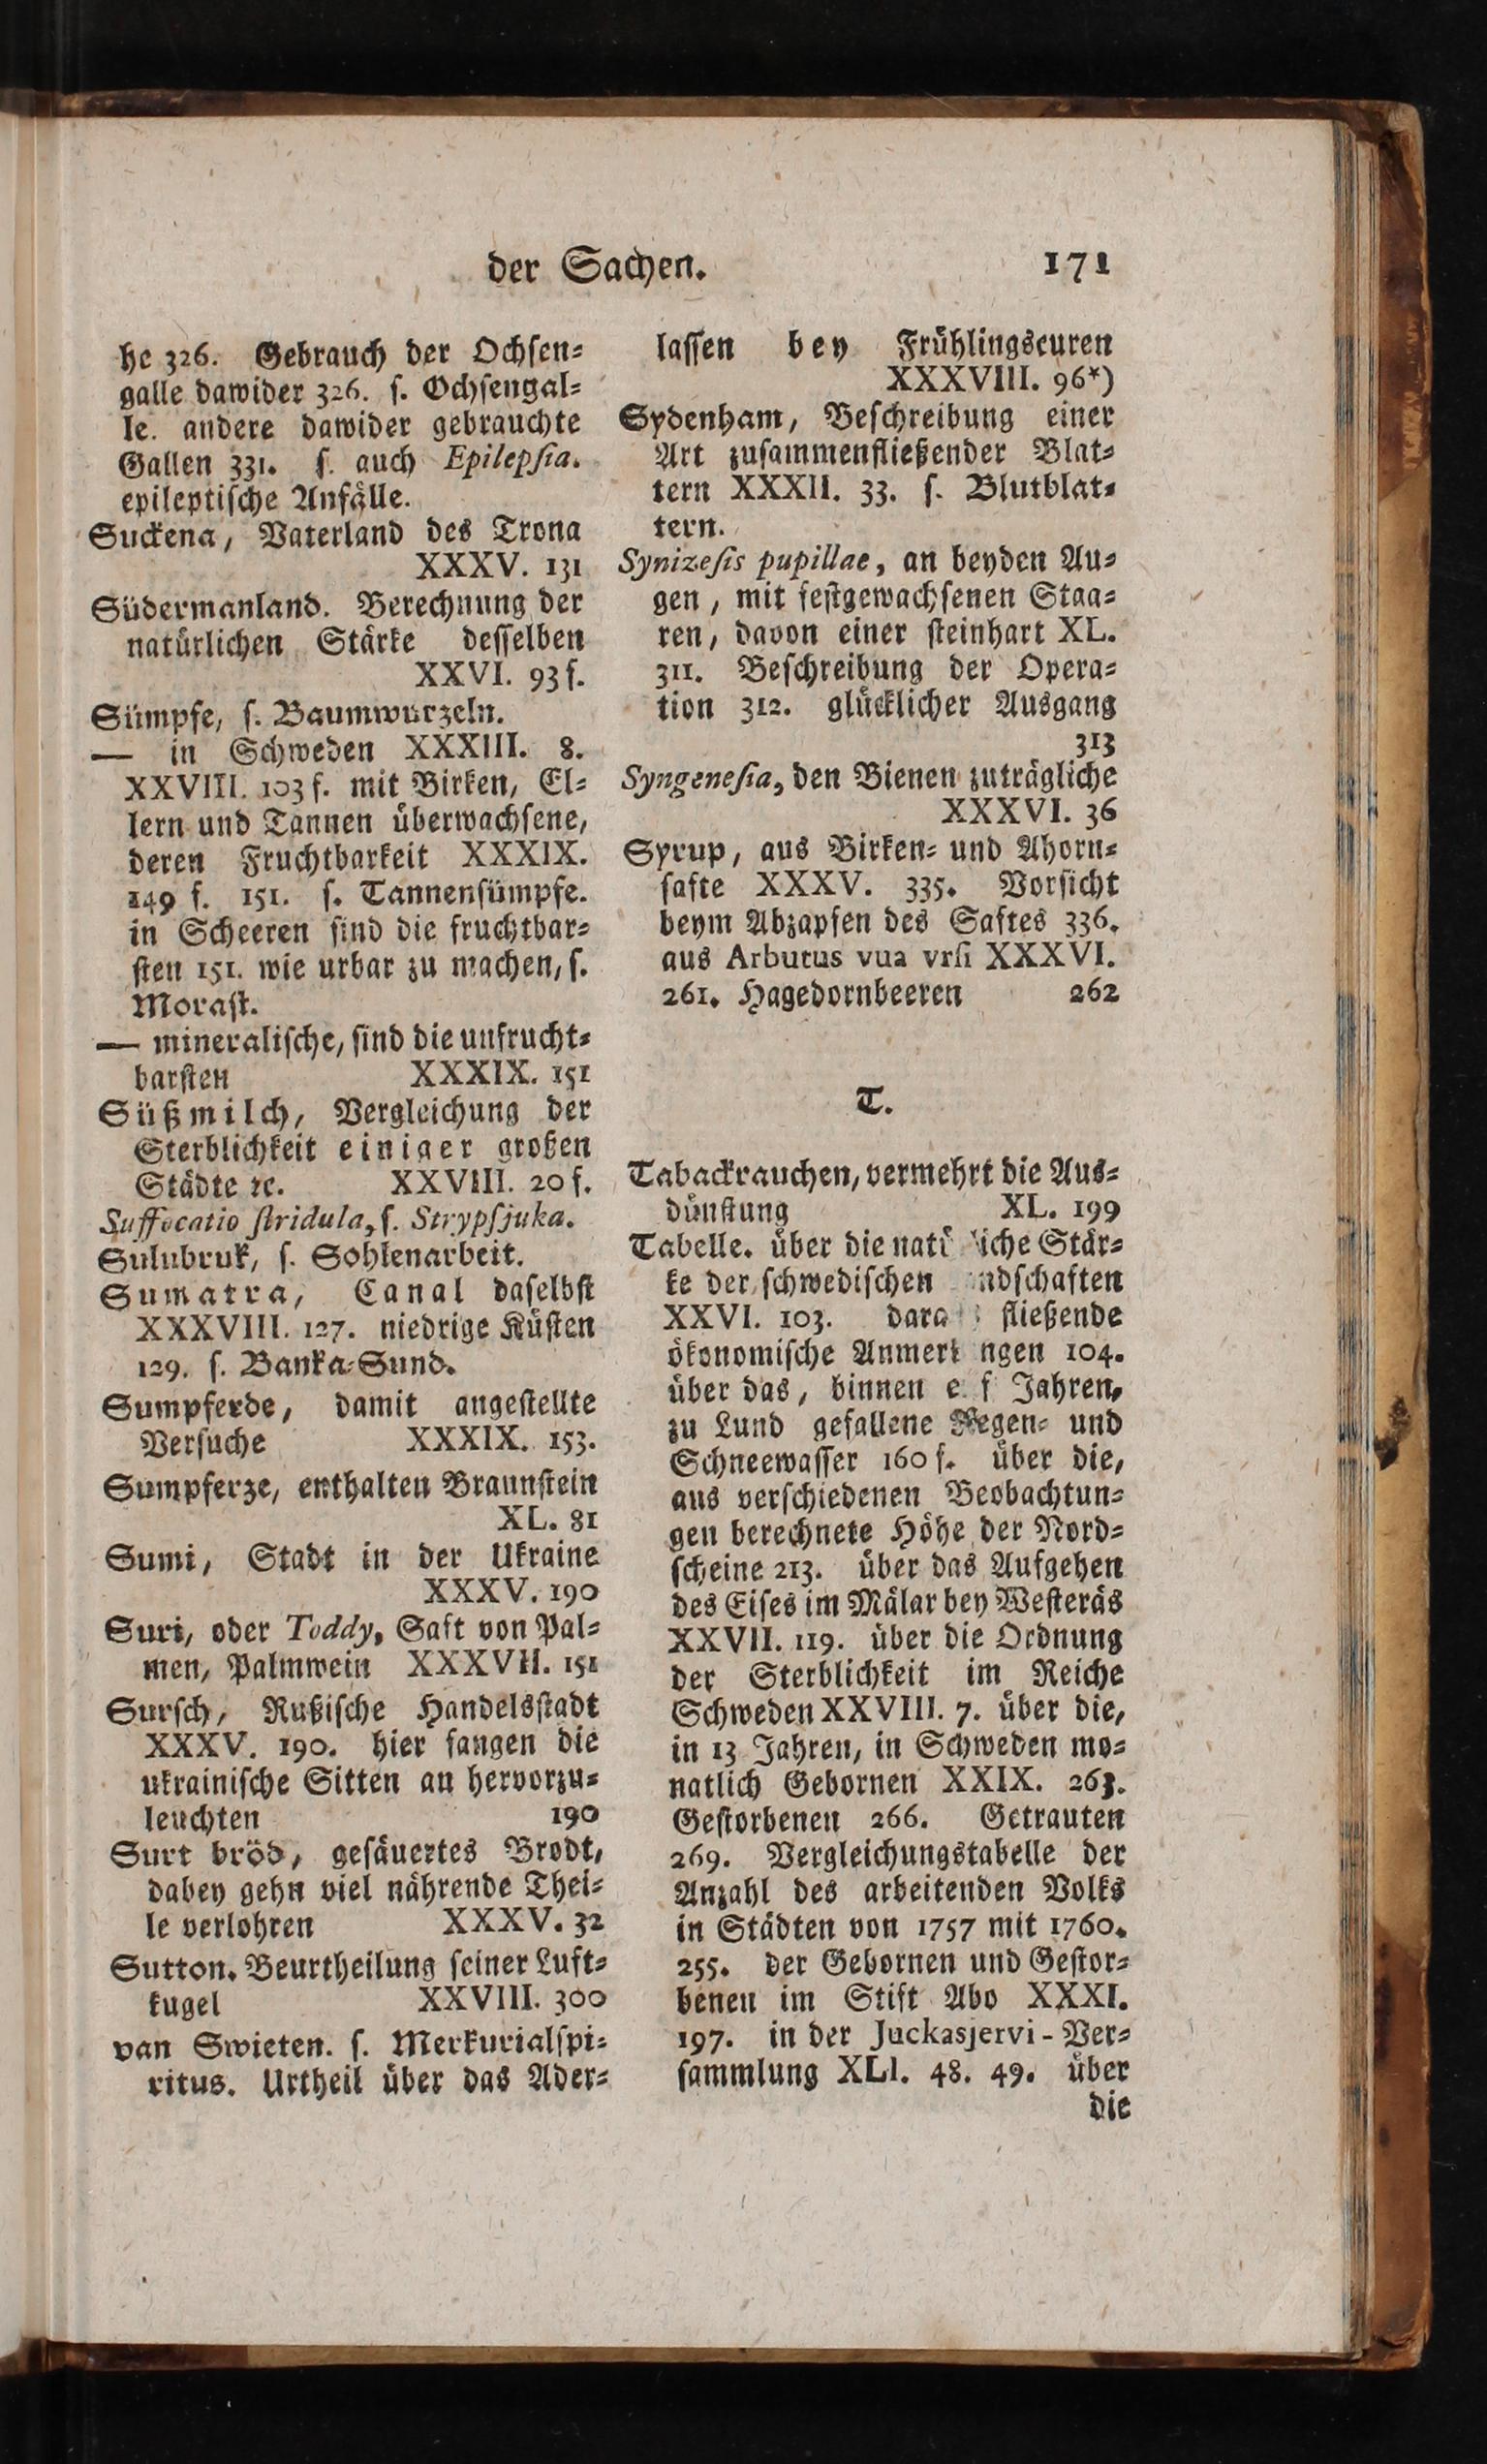 der Sachen. 171
he 326. Gebrauch der Ochſen-
galle dawider 326. ſ. Ochſengal-
le. andere dawider gebrauchte
Gallen 331. ſ. auch Epilepſia.
epileptiſche Anfälle.
Suckena, Vaterland des Trona
XXXV. 131
Südermanland. Berechnung der
natürlichen Stärke deſſelben
XXVI. 93 f.
Sümpfe, ſ. Baumwurzeln.
— in Schweden XXXIII. 8.
XXVIII. 103 f. mit Birken, El-
lern und Tannen überwachſene,
deren Fruchtbarkeit XXXIX.
149 f. 151. ſ. Tannenſümpfe.
in Scheeren ſind die fruchtbar-
ſten 151. wie urbar zu machen, ſ.
Moraſt.
— mineraliſche, ſind die unfrucht-
barſten XXXIX. 151
Süßmilch, Vergleichung der
Sterblichkeit einiger großen
Städte ꝛc. XXVIII. 20 f.
Suffocatio ſtridula, ſ. Strypſjuka.
Sulubruk, ſ. Sohlenarbeit.
Sumatra, Canal daſelbſt
XXXVIII. 127. niedrige Küſten
129. ſ. Banka-Sund.
Sumpferde, damit angeſtellte
Verſuche XXXIX. 153.
Sumpferze, enthalten Braunſtein
XL. 81
Sumi, Stadt in der Ukraine
XXXV. 190
Suri, oder Toddy, Saft von Pal-
men, Palmwein XXXVII. 151
Surſch, Rußiſche Handelsſtadt
XXXV. 190. hier fangen die
ukrainiſche Sitten an hervorzu-
leuchten 190
Surt bröd, geſäuertes Brodt,
dabey gehn viel nährende Thei-
le verlohren XXXV. 32
Sutton. Beurtheilung ſeiner Luft-
kugel XXVIII. 300
van Swieten. ſ. Merkurialſpi-
ritus. Urtheil über das Ader-
laſſen bey Frühlingscuren
XXXVIII. 96*)
Sydenham, Beſchreibung einer
Art zuſammenfließender Blat-
tern XXXII. 33. ſ. Blutblat-
tern.
Synizeſis pupillae, an beyden Au-
gen, mit feſtgewachſenen Staa-
ren, davon einer ſteinhart XL.
311. Beſchreibung der Opera-
tion 312. glücklicher Ausgang
313
Syngeneſia, den Bienen zuträgliche
XXXVI. 36
Syrup, aus Birken- und Ahorn-
ſafte XXXV. 335. Vorſicht
beym Abzapfen des Saftes 336.
aus Arbutus vua vrſi XXXVI.
261. Hagedornbeeren 262
T.
Tabackrauchen, vermehrt die Aus-
dünſtung XL. 199
Tabelle. über die Stär-
ke der ſchwediſchen
XXVI. 103. fließende
ökonomiſche 104.
über das, binnen Jahren,
zu Lund gefallene Regen- und
Schneewaſſer 160 f. über die,
aus verſchiedenen Beobachtun-
gen berechnete Höhe der Nord-
ſcheine 213. über das Aufgehen
des Eiſes im Mälar bey Weſteräs
XXVII. 119. über die Ordnung
der Sterblichkeit im Reiche
Schweden XXVIII. 7. über die,
in 13 Jahren, in Schweden mo-
natlich Gebornen XXIX. 263.
Geſtorbenen 266. Getrauten
269. Vergleichungstabelle der
Anzahl des arbeitenden Volks
in Städten von 1757 mit 1760.
255. der Gebornen und Geſtor-
benen im Stift Abo XXXI.
197. in der Juckasjervi-Ver-
ſammlung XLI. 48. 49. über
die